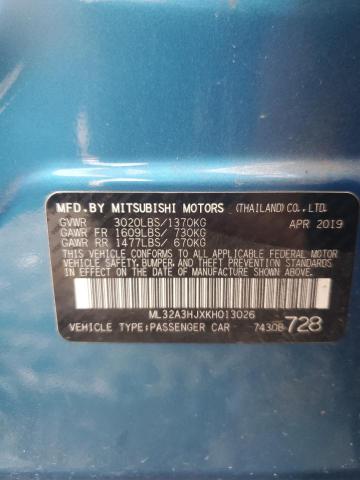 MFD.BY MITSUBISHI MOTORS (THAILAND) CO., LTD.
GVWR 3020LBS/1370KG APR 2019
GAWR FR 1609LBS/ 730KG
GAWR RR 1477LBS/ 670KG
THIS VEHICLE CONFORMS TO ALL APPLICABLE FEDERAL MOTOR
VEHICLE SAFETY, BUMPER, AND THEFT PREVENTION STANDARDS
IN EFFECT ON THE DATE OF MANUFACTURE SHOWN ABOVE.
ML32A3HJXKH013026
VEHICLE TYPE:PASSENGER CAR 7430B728